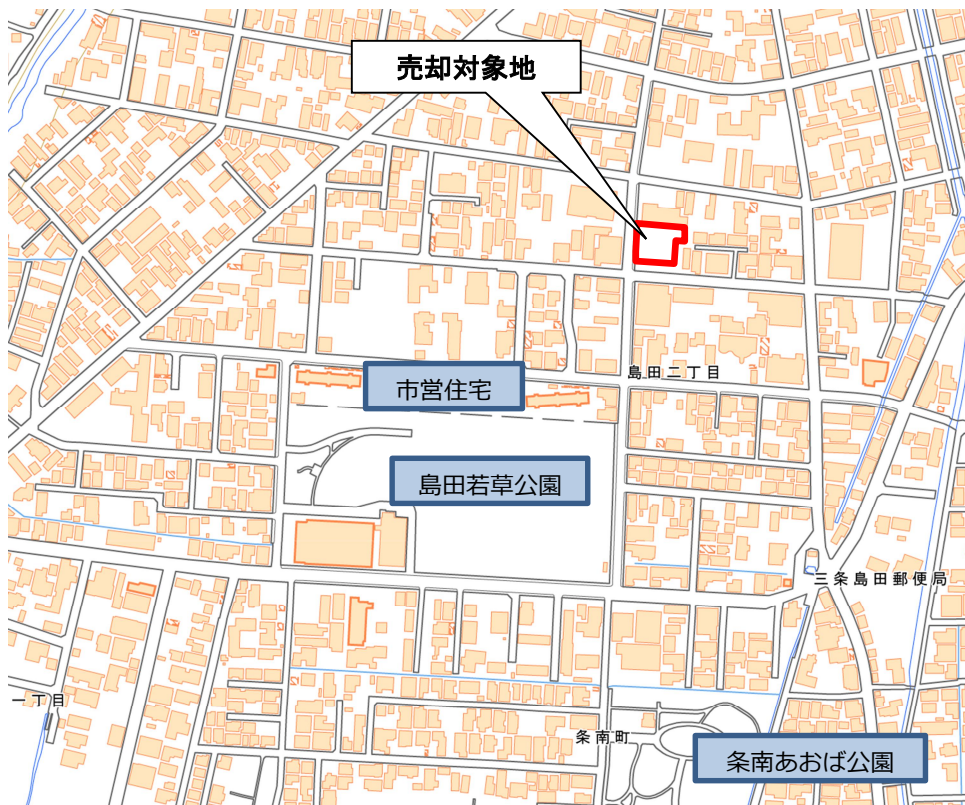 売却対象地
島田二丁目
市営住宅
島田若草公園
三条島田郵便局
一丁目
条南町
条南あおば公園